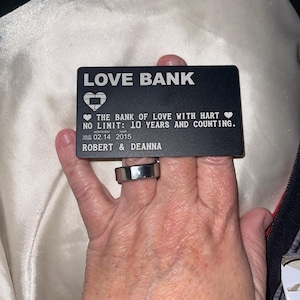 LOVE BANK
THE BANK OF LOVE WITH HART
NO LIMIT: 10 YEARS AND COUNTING.
02.14 2015
ROBERT & DEANNA